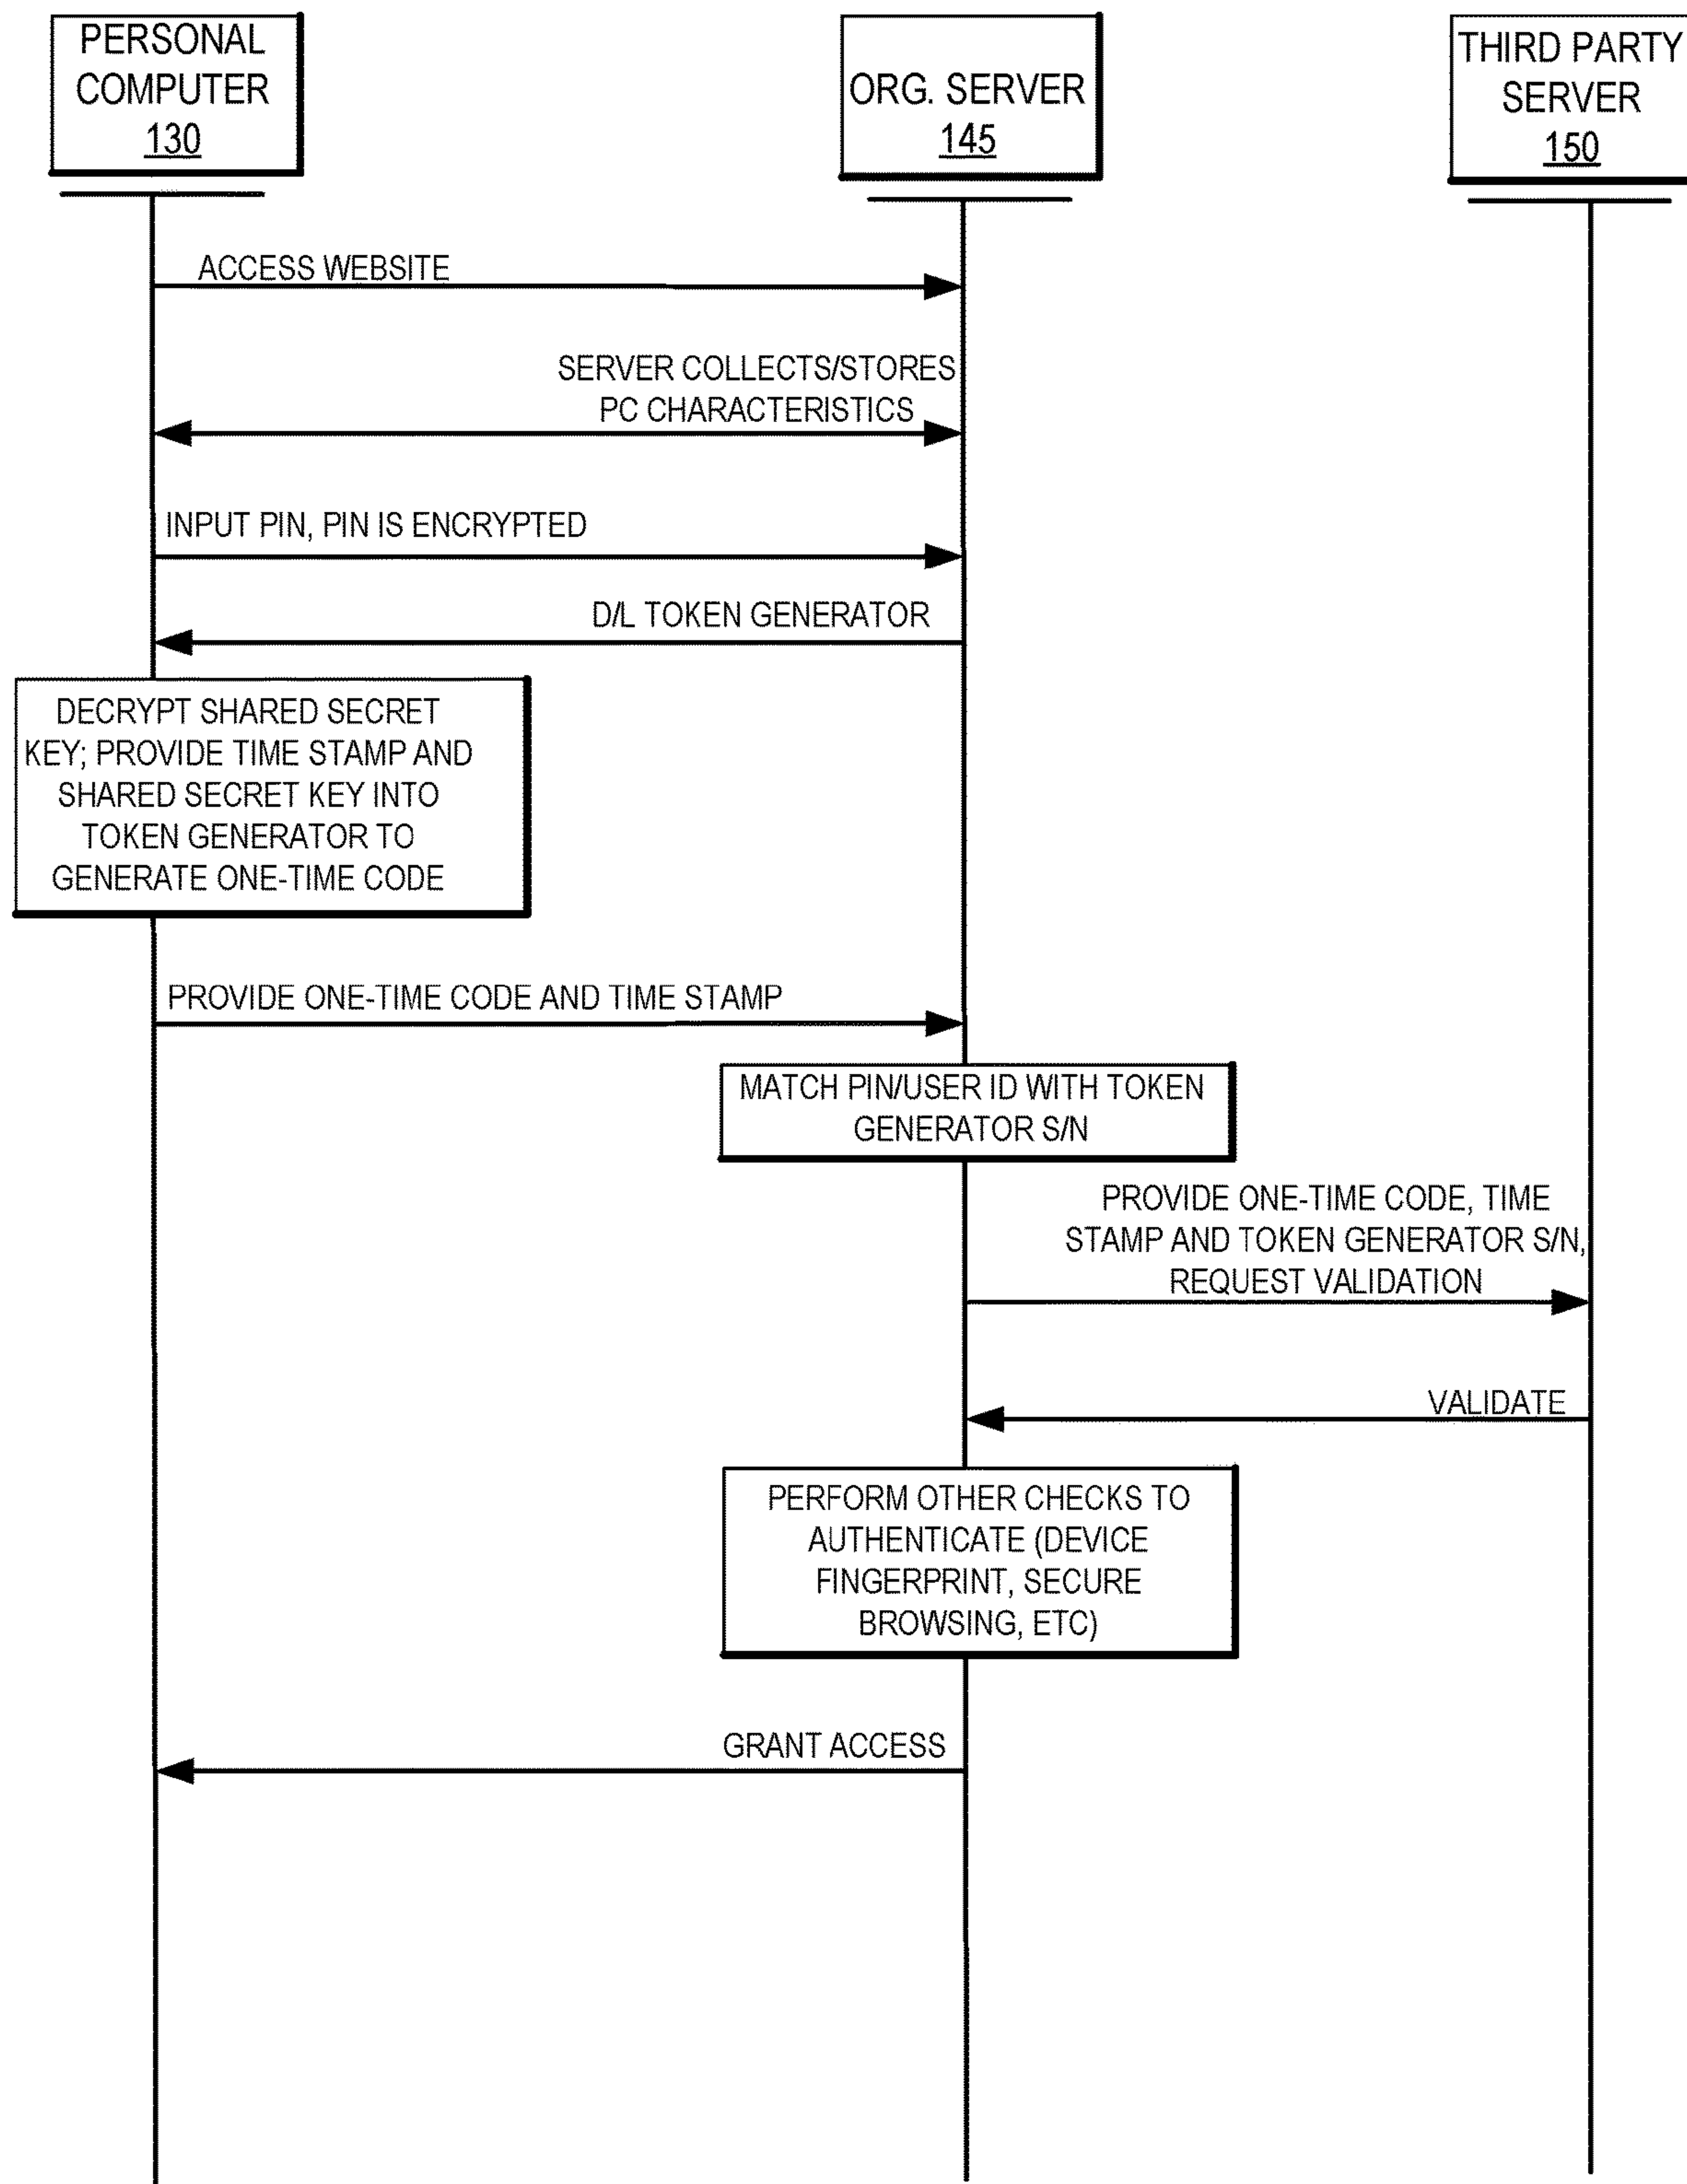 PERSONAL
COMPUTER
130
ORG. SERVER
145
THIRD PARTY
SERVER
150
ACCESS WEBSITE
SERVER COLLECTS/STORES
PC CHARACTERISTICS
INPUT PIN, PIN IS ENCRYPTED
D/L TOKEN GENERATOR
DECRYPT SHARED SECRET
KEY; PROVIDE TIME STAMP AND
SHARED SECRET KEY INTO
TOKEN GENERATOR TO
GENERATE ONE-TIME CODE
PROVIDE ONE-TIME CODE AND TIME STAMP
MATCH PIN/USER ID WITH TOKEN
GENERATOR S/N
PROVIDE ONE-TIME CODE, TIME
STAMP AND TOKEN GENERATOR S/N,
REQUEST VALIDATION
VALIDATE
PERFORM OTHER CHECKS TO
AUTHENTICATE (DEVICE
FINGERPRINT, SECURE
BROWSING, ETC)
GRANT ACCESS